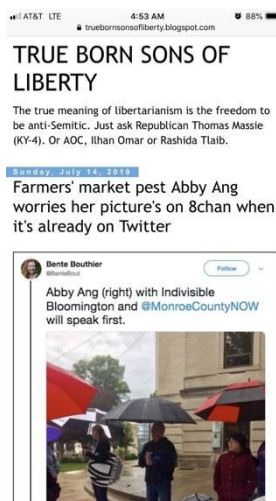 AT&T LTE 4:53 AM 88%
truebornsonsofliberty.blogspot.com
TRUE BORN SONS OF
LIBERTY
The true meaning of libertarianism is the freedom to
be anti-Semitic. Just ask Republican Thomas Massie
(KY-4). Or AOC, Ilhan Omar or Rashida Tlaib.
Sunday, July 14, 2019
Farmers' market pest Abby Ang
worries her picture's on 8chan when
it's already on Twitter
Bente Bouthier
@BenteBout
Follow
Abby Ang (right) with Indivisible
Bloomington and @MonroeCountyNOW
will speak first.